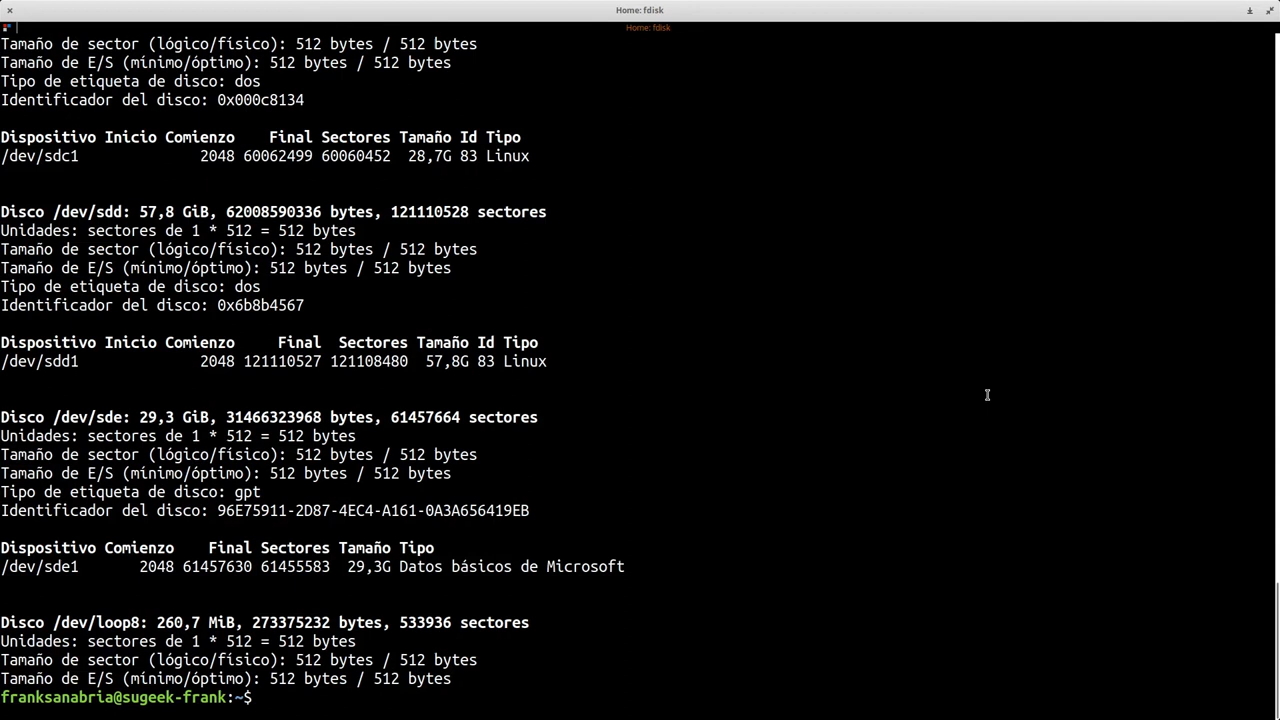 Home: fdisk
Home: fdisk
Tamaño de sector (lógico/físico): 512 bytes / 512 bytes
Tamaño de E/S (mínimo/óptimo): 512 bytes / 512 bytes
Tipo de etiqueta de disco: dos
Identificador del disco: 0x000c8134
Dispositivo Inicio Comienzo    Final Sectores Tamaño Id Tipo
/dev/sdc1              2048 60062499 60060452  28,7G 83 Linux
Disco /dev/sdd: 57,8 GiB, 62008590336 bytes, 121110528 sectores
Unidades: sectores de 1 * 512 = 512 bytes
Tamaño de sector (lógico/físico): 512 bytes / 512 bytes
Tamaño de E/S (mínimo/óptimo): 512 bytes / 512 bytes
Tipo de etiqueta de disco: dos
Identificador del disco: 0x6b8b4567
Dispositivo Inicio Comienzo     Final  Sectores Tamaño Id Tipo
/dev/sdd1              2048 121110527 121108480  57,8G 83 Linux
Disco /dev/sde: 29,3 GiB, 31466323968 bytes, 61457664 sectores
Unidades: sectores de 1 * 512 = 512 bytes
Tamaño de sector (lógico/físico): 512 bytes / 512 bytes
Tamaño de E/S (mínimo/óptimo): 512 bytes / 512 bytes
Tipo de etiqueta de disco: gpt
Identificador del disco: 96E75911-2D87-4EC4-A161-0A3A656419EB
Dispositivo Comienzo    Final Sectores Tamaño Tipo
/dev/sde1       2048 61457630 61455583  29,3G Datos básicos de Microsoft
Disco /dev/loop8: 260,7 MiB, 273375232 bytes, 533936 sectores
Unidades: sectores de 1 * 512 = 512 bytes
Tamaño de sector (lógico/físico): 512 bytes / 512 bytes
Tamaño de E/S (mínimo/óptimo): 512 bytes / 512 bytes
franksanabria@sugeek-frank:~$